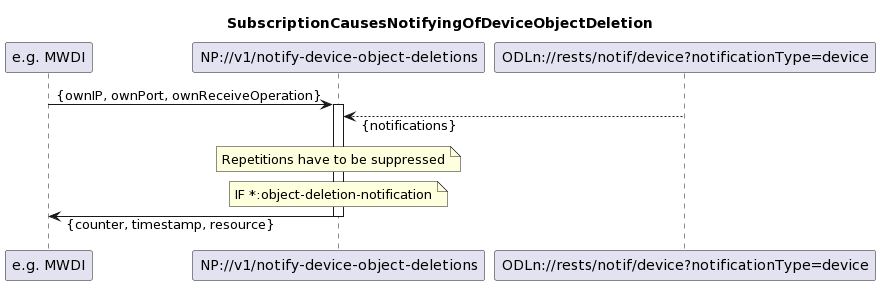 SubscriptionCausesNotifyingOfDeviceObjectDeletion
e.g. MWDI
NP://v1/notify-device-object-deletions
ODLn://rests/notif/device?notificationType=device
{ownIP, ownPort, ownReceiveOperation}
{notifications}
Repetitions have to be suppressed
IF *:object-deletion-notification
{counter, timestamp, resource}
e.g. MWDI
NP://v1/notify-device-object-deletions
ODLn://rests/notif/device?notificationType=device